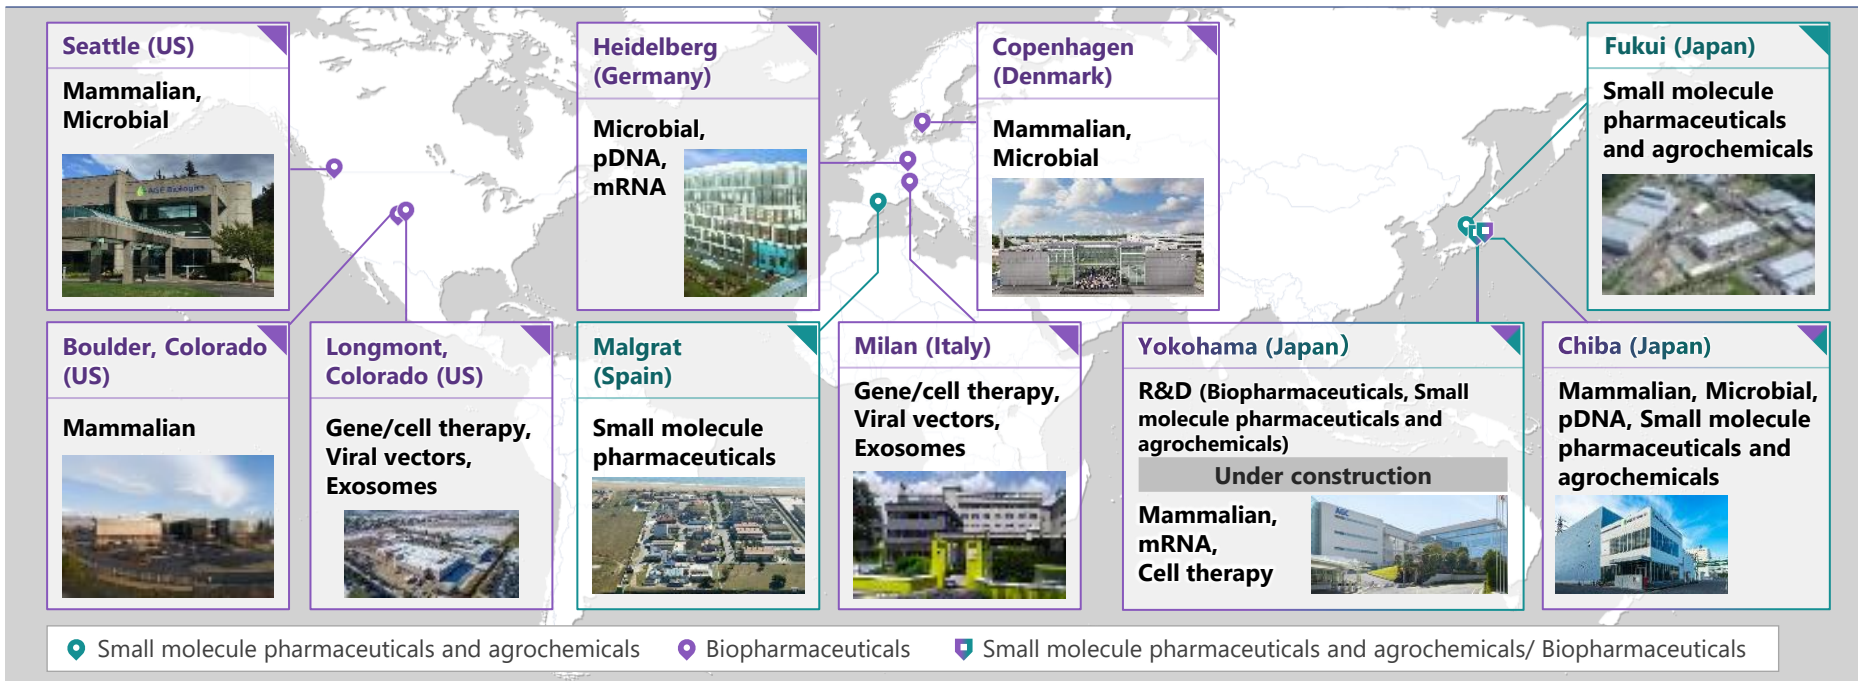 Seattle (US)
Mammalian,
Microbial
AGC Biologics
Heidelberg
(Germany)
Microbial,
pDNA,
mRNA
Copenhagen
(Denmark)
Mammalian,
Microbial
Fukui (Japan)
Small molecule
pharmaceuticals
and agrochemicals
Boulder, Colorado
(US)
Mammalian
Longmont,
Colorado (US)
Gene/cell therapy,
Viral vectors,
Exosomes
Malgrat
(Spain)
Small molecule
pharmaceuticals
Milan (Italy)
Gene/cell therapy,
Viral vectors,
Exosomes
Yokohama (Japan）
R&D (Biopharmaceuticals, Small
molecule pharmaceuticals and
agrochemicals)
Under construction
Mammalian,
mRNA,
Cell therapy
AGC
Chiba (Japan)
Mammalian, Microbial,
pDNA, Small molecule
pharmaceuticals and
agrochemicals
Small molecule pharmaceuticals and agrochemicals
Biopharmaceuticals
Small molecule pharmaceuticals and agrochemicals/ Biopharmaceuticals